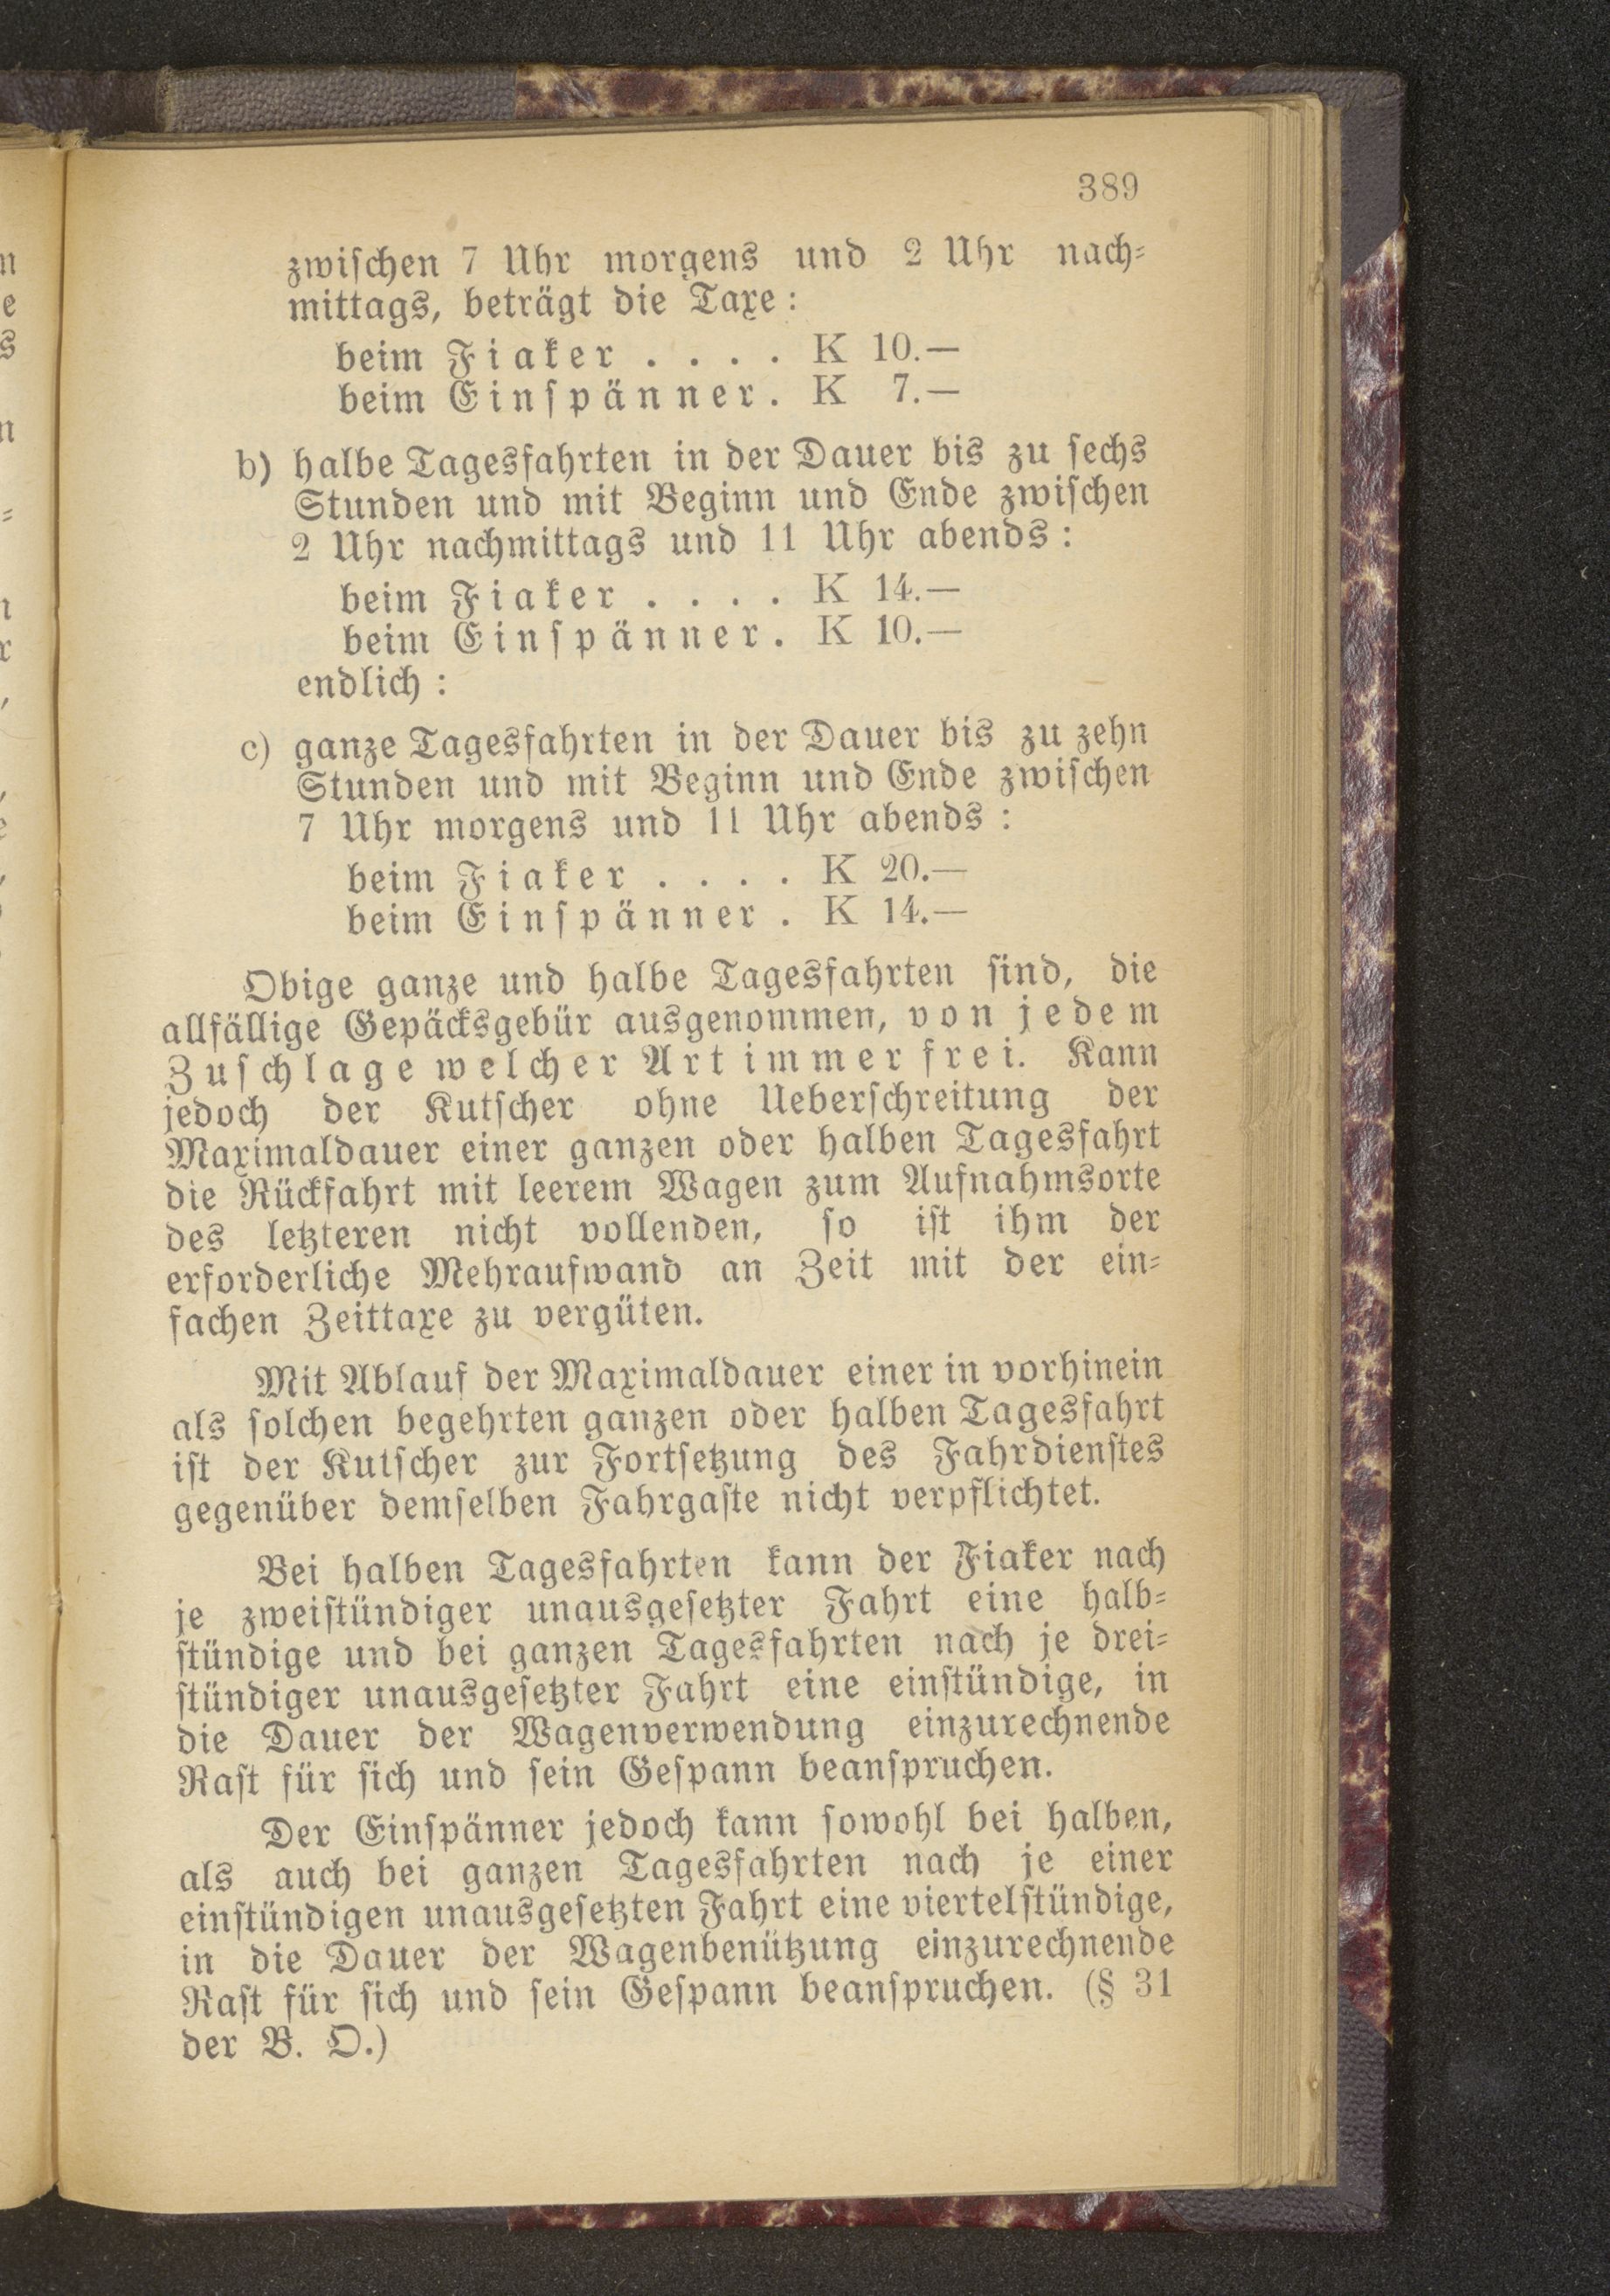 389
zwischen 7 Uhr morgens und 2 Uhr nach-
mittags, beträgt die Taxe:
beim Fiaker . . . . K 10.—
beim Einspänner. K 7.—
b) halbe Tagesfahrten in der Dauer bis zu sechs
Stunden und mit Beginn und Ende zwischen
2 Uhr nachmittags und 11 Uhr abends:
beim Fiaker . . . . K 14.—
beim Einspänner. K 10.—
endlich:
c) ganze Tagesfahrten in der Dauer bis zu zehn
Stunden und mit Beginn und Ende zwischen
7 Uhr morgens und 11 Uhr abends:
beim Fiaker . . . . K 20.—
beim Einspänner . K 14.—
Obige ganze und halbe Tagesfahrten sind, die
allfällige Gepäcksgebür ausgenommen, von jedem
Zuschlage welcher Art immer frei. Kann
jedoch der Kutscher ohne Ueberschreitung der
Maximaldauer einer ganzen oder halben Tagesfahrt
die Rückfahrt mit leerem Wagen zum Aufnahmsorte
des letzteren nicht vollenden, so ist ihm der
erforderliche Mehraufwand an Zeit mit der ein-
fachen Zeittaxe zu vergüten.
Mit Ablauf der Maximaldauer einer in vorhinein
als solchen begehrten ganzen oder halben Tagesfahrt
ist der Kutscher zur Fortsetzung des Fahrdienstes
gegenüber demselben Fahrgaste nicht verpflichtet.
Bei halben Tagesfahrten kann der Fiaker nach
je zweistündiger unausgesetzter Fahrt eine halb-
stündige und bei ganzen Tagesfahrten nach je drei-
stündiger unausgesetzter Fahrt eine einstündige, in
die Dauer der Wagenverwendung einzurechnende
Rast für sich und sein Gespann beanspruchen.
Der Einspänner jedoch kann sowohl bei halben,
als auch bei ganzen Tagesfahrten nach je einer
einstündigen unausgesetzten Fahrt eine viertelstündige,
in die Dauer der Wagenbenützung einzurechnende
Rast für sich und sein Gespann beanspruchen. (§ 31
der B. O.)